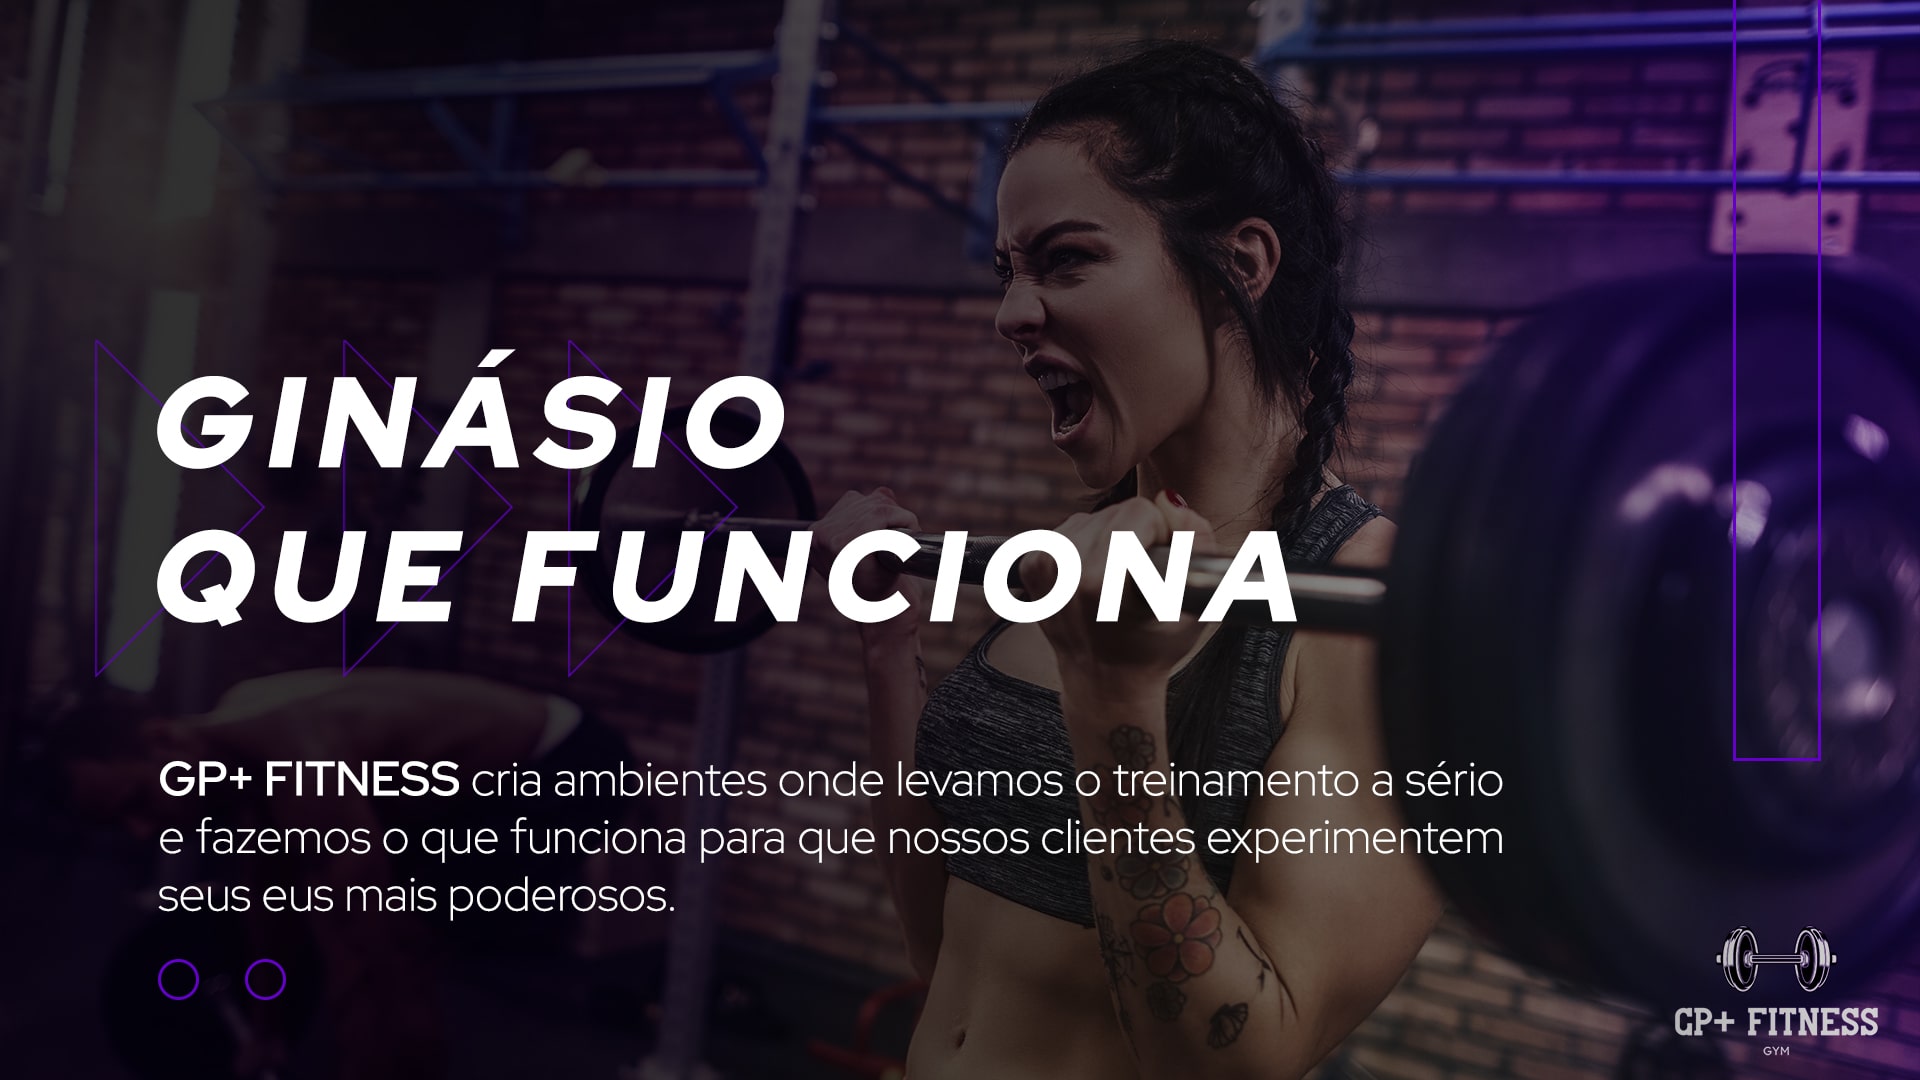 GINÁSIO
QUE FUNCIONA
GP+ FITNESS cria ambientes onde levamos o treinamento a sério
e fazemos o que funciona para que nossos clientes experimentem
seus eus mais poderosos.
GP+ FITNESS
GYM